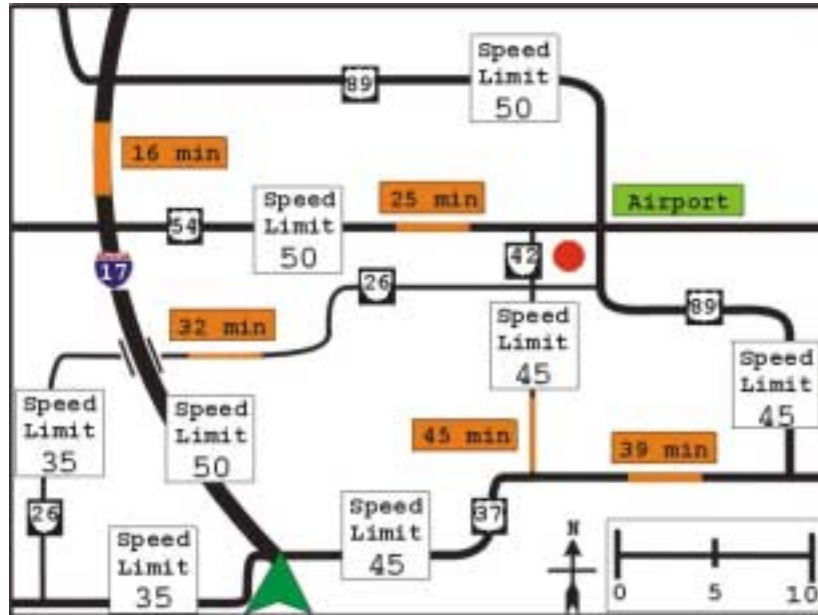 Speed
Limit
50
89
16 min
25 min
Airport
Speed
Limit
50
54
42
17
26
89
32 min
Speed
Limit
45
Speed
Limit
45
Speed
Limit
35
Speed
Limit
50
45 min
39 min
26
37
Speed
Limit
45
Speed
Limit
35
N
0
5
10